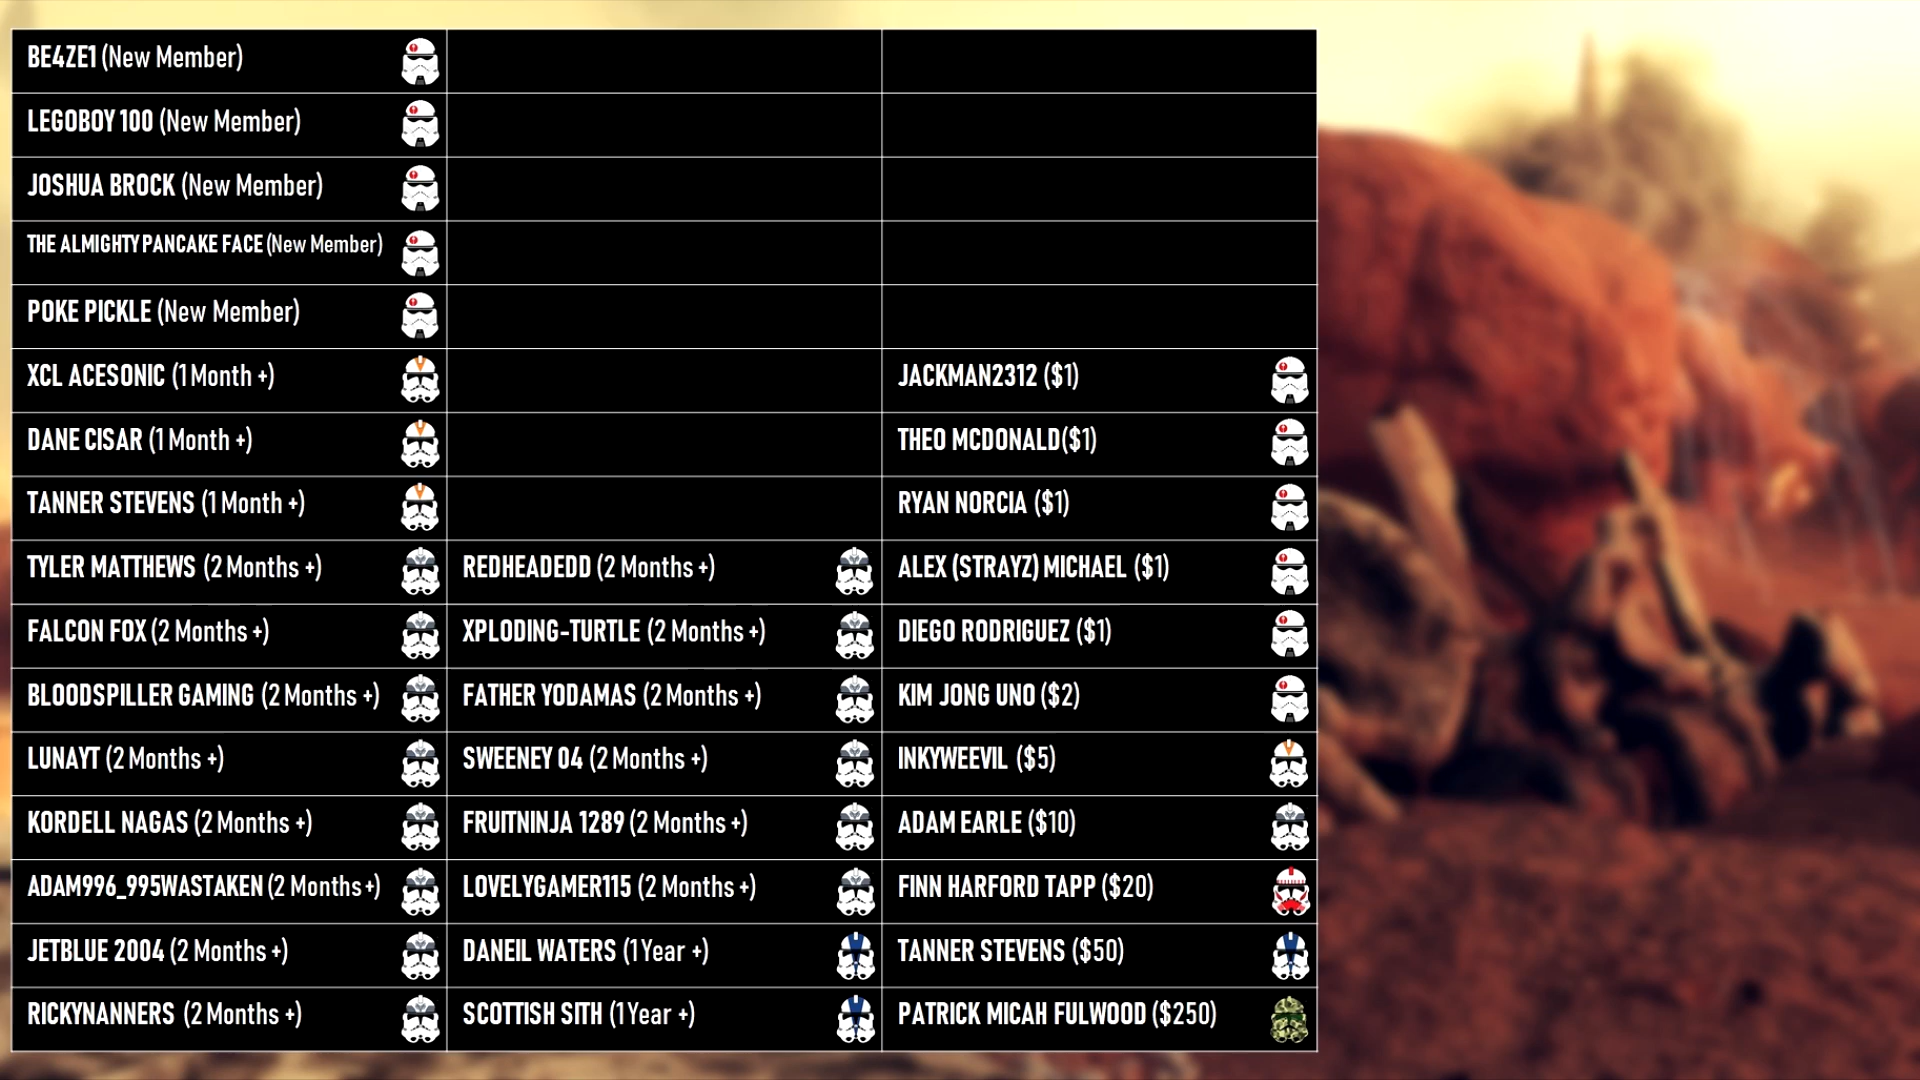 BE4ZE1 (New Member)
LEGOBOY 100 (New Member)
JOSHUA BROCK (New Member)
THE ALMIGHTY PANCAKE FACE (New Member)
POKE PICKLE (New Member)
XCL ACESONIC (1 Month +)
JACKMAN2312 ($1)
DANE CISAR (1 Month +)
THEO MCDONALD($1)
TANNER STEVENS (1 Month +)
RYAN NORCIA ($1)
TYLER MATTHEWS (2 Months +)
REDHEADEDD (2 Months +)
ALEX (STRAYZ) MICHAEL ($1)
FALCON FOX (2 Months +)
XPLODING-TURTLE (2 Months +)
DIEGO RODRIGUEZ ($1)
BLOODSPILLER GAMING (2 Months +)
FATHER YODAMAS (2 Months +)
KIM JONG UNO ($2)
LUNAYT (2 Months +)
SWEENEY 04 (2 Months +)
INKYWEEVIL ($5)
KORDELL NAGAS (2 Months +)
FRUITNINJA 1289 (2 Months +)
ADAM EARLE ($10)
ADAM996_995WASTAKEN (2 Months +)
LOVELYGAMER115 (2 Months +)
FINN HARFORD TAPP ($20)
JETBLUE 2004 (2 Months +)
DANEIL WATERS (1 Year +)
TANNER STEVENS ($50)
RICKYNANNERS (2 Months +)
SCOTTISH SITH (1 Year +)
PATRICK MICAH FULWOOD ($250)